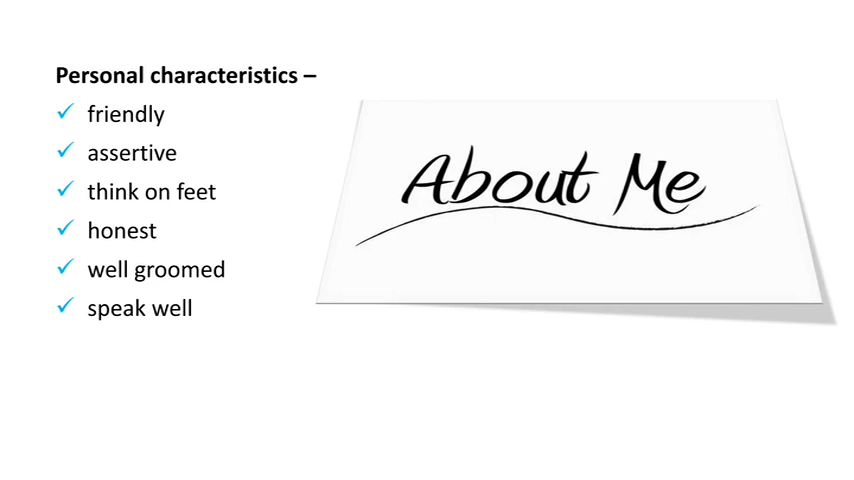 Personal characteristics –
✓ friendly
✓ assertive
✓ think on feet
✓ honest
✓ well groomed
✓ speak well
About Me